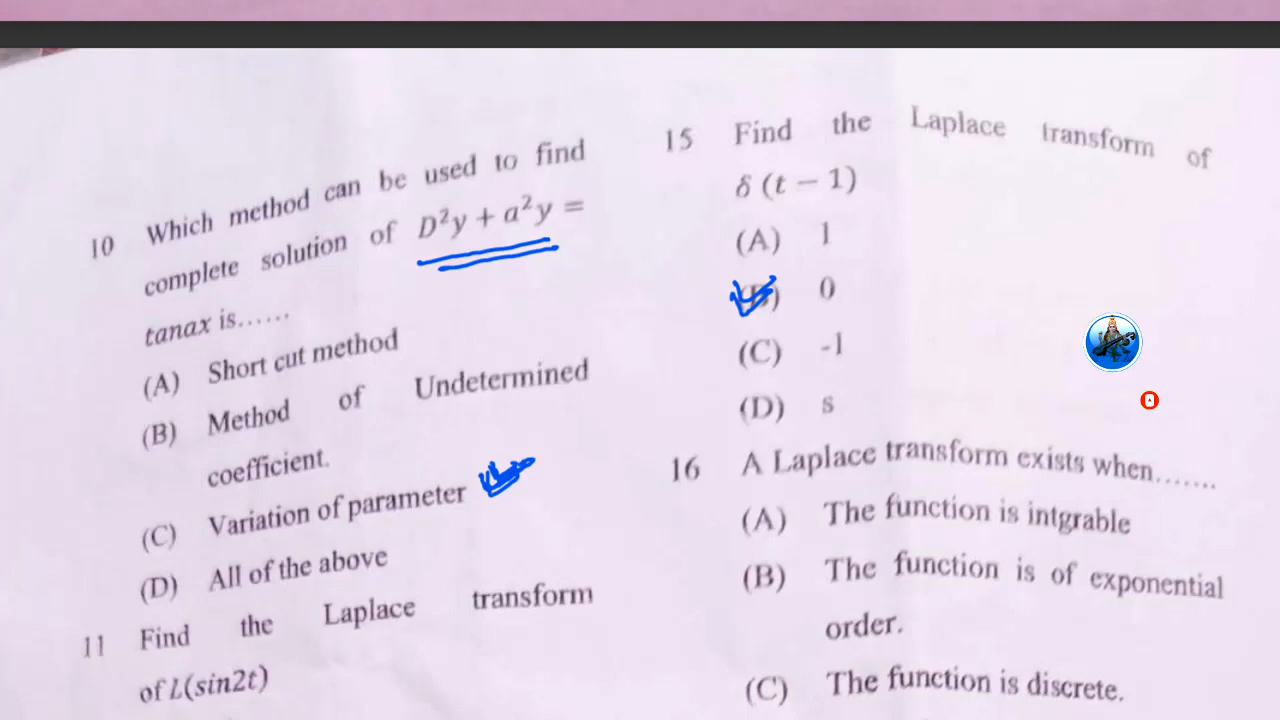 10 Which method can be used to find
complete solution of D²y + a²y =
tanax is......
(A) Short cut method
(B) Method of Undetermined
coefficient.
(C) Variation of parameter
(D) All of the above
11 Find the Laplace transform
of L(sin2t)
15 Find the Laplace transform of
δ (t − 1)
(A) 1
(B) 0
(C) -1
(D) s
16 A Laplace transform exists when.......
(A) The function is intgrable
(B) The function is of exponential
order.
(C) The function is discrete.